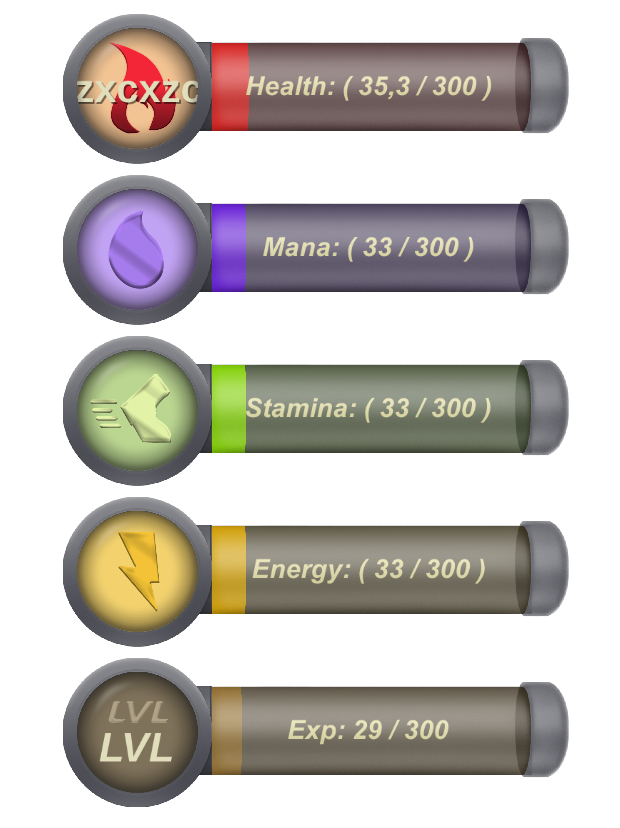 ZXCXZC
Health: ( 35,3 / 300 )
Mana: ( 33 / 300 )
Stamina: ( 33 / 300 )
Energy: ( 33 / 300 )
LVL
LVL
Exp: 29 / 300